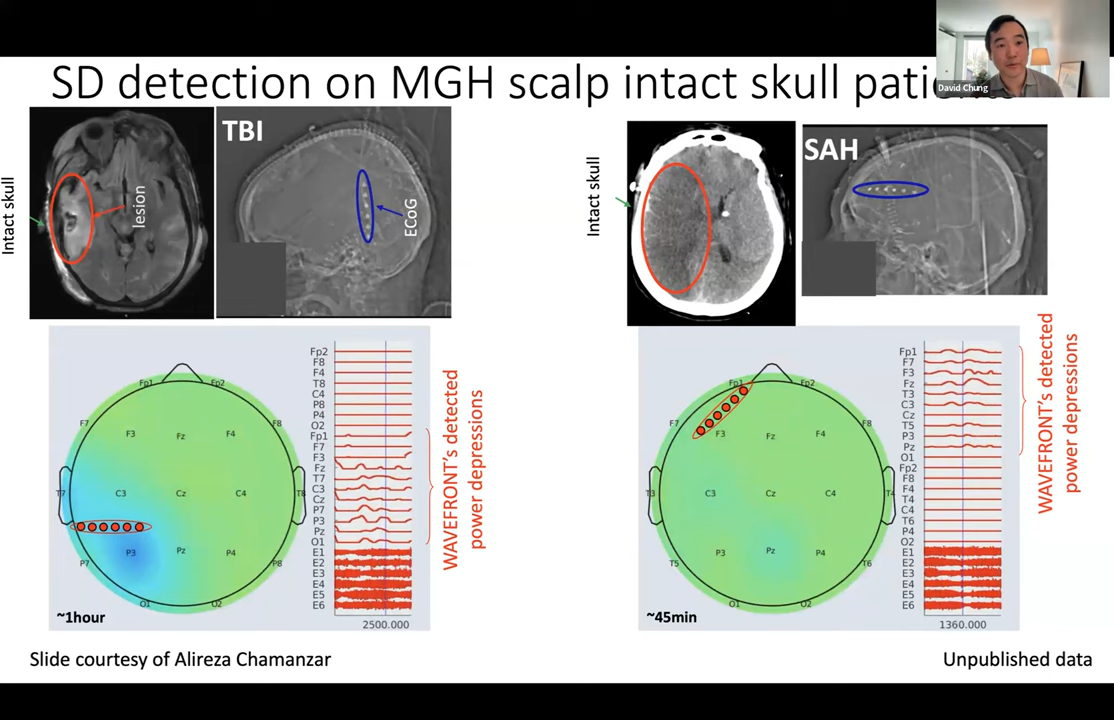 SD detection on MGH scalp intact skull patie
David Chung
Intact skull
lesion
TBI
ECoG
Intact skull
SAH
Fp1
Fp2
F7
F3
Fz
F4
F8
T7
C3
Cz
C4
T8
P7
P3
Pz
P4
P8
O1
O2
~1hour
Fp2
F8
F4
T8
C4
P8
P4
O2
Fp1
F7
F3
Fz
T7
C3
Cz
P7
P3
Pz
O1
E1
E2
E3
E4
E5
E6
2500.000
WAVEFRONT's detected
power depressions
Fp1
Fp2
F7
F3
Fz
F4
F8
T3
C3
Cz
C4
T4
T5
P3
Pz
P4
T6
O1
O2
~45min
Fp1
F7
F3
Fz
T3
C3
Cz
T5
P3
Pz
O1
Fp2
F8
F4
T4
C4
T6
P4
O2
E1
E2
E3
E4
E5
E6
1360.000
WAVEFRONT's detected
power depressions
Slide courtesy of Alireza Chamanzar
Unpublished data